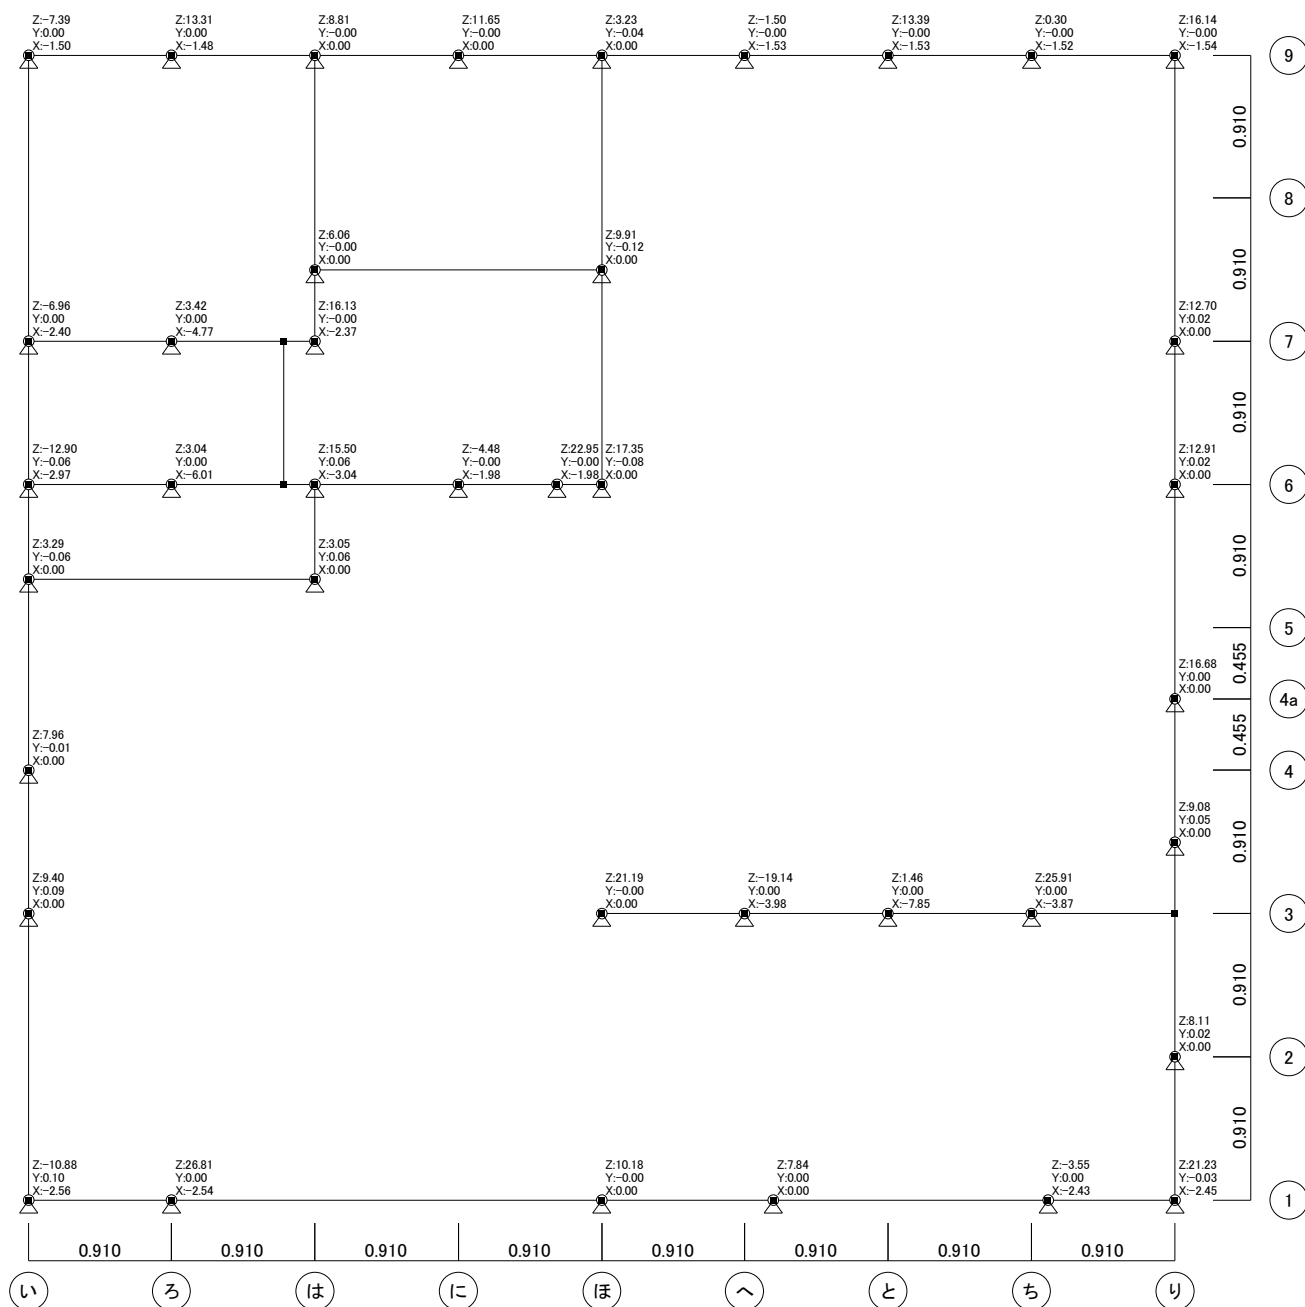 Z:-7.39
Y:0.00
X:-1.50
Z:13.31
Y:0.00
X:-1.48
Z:8.81
Y:-0.00
X:0.00
Z:11.65
Y:-0.00
X:0.00
Z:3.23
Y:-0.04
X:0.00
Z:-1.50
Y:-0.00
X:-1.53
Z:13.39
Y:-0.00
X:-1.53
Z:0.30
Y:-0.00
X:-1.52
Z:16.14
Y:-0.00
X:-1.54
9
0.910
8
Z:6.06
Y:-0.00
X:0.00
Z:9.91
Y:-0.12
X:0.00
0.910
Z:-6.96
Y:0.00
X:-2.40
Z:3.42
Y:0.00
X:-4.77
Z:16.13
Y:-0.00
X:-2.37
Z:12.70
Y:0.02
X:0.00
7
0.910
Z:-12.90
Y:-0.06
X:-2.97
Z:3.04
Y:0.00
X:-6.01
Z:15.50
Y:0.06
X:-3.04
Z:-4.48
Y:-0.00
X:-1.98
Z:22.95
Y:-0.00
X:-1.98
Z:17.35
Y:-0.08
X:0.00
Z:12.91
Y:0.02
X:0.00
6
Z:3.29
Y:-0.06
X:0.00
Z:3.05
Y:0.06
X:0.00
0.910
5
0.455
Z:16.68
Y:0.00
X:0.00
4a
0.455
Z:7.96
Y:-0.01
X:0.00
4
Z:9.08
Y:0.05
X:0.00
0.910
Z:9.40
Y:0.09
X:0.00
Z:21.19
Y:-0.00
X:0.00
Z:-19.14
Y:0.00
X:-3.98
Z:1.46
Y:0.00
X:-7.85
Z:25.91
Y:0.00
X:-3.87
3
0.910
Z:8.11
Y:0.02
X:0.00
2
0.910
Z:-10.88
Y:0.10
X:-2.56
Z:26.81
Y:0.00
X:-2.54
Z:10.18
Y:-0.00
X:0.00
Z:7.84
Y:0.00
X:0.00
Z:-3.55
Y:0.00
X:-2.43
Z:21.23
Y:-0.03
X:-2.45
1
0.910
0.910
0.910
0.910
0.910
0.910
0.910
0.910
い
ろ
は
に
ほ
へ
と
ち
り